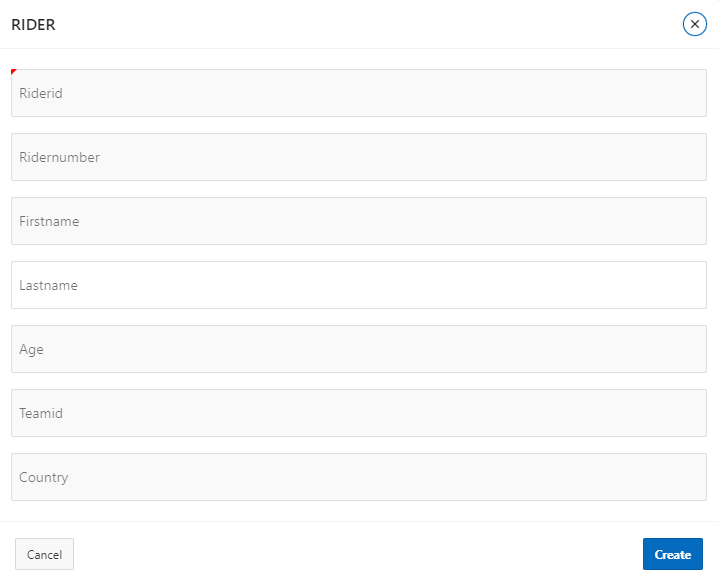 RIDER
Riderid
Ridernumber
Firstname
Lastname
Age
Teamid
Country
Cancel
Create